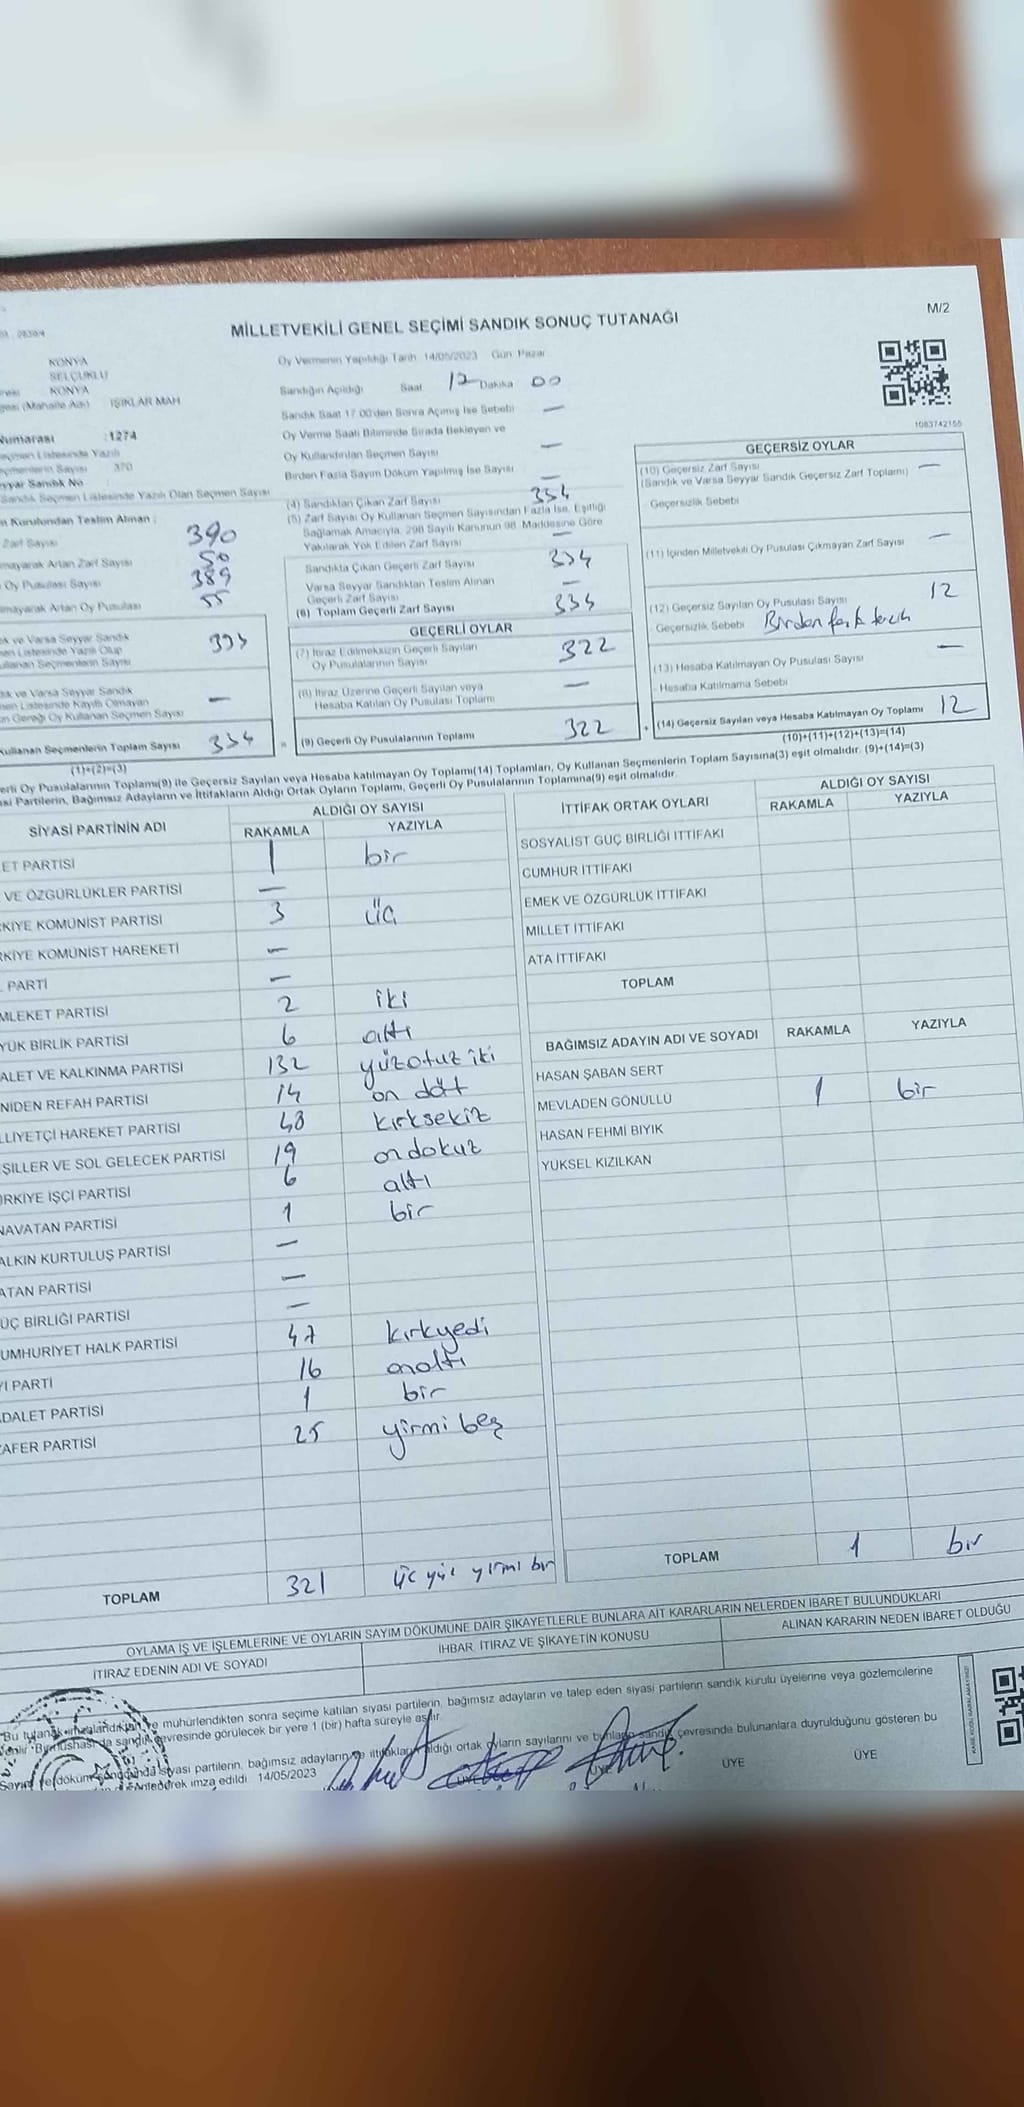 MİLLETVEKİLİ GENEL SEÇİMİ SANDIK SONUÇ TUTANAĞI
M/2
KONYA
SELÇUKLU
KONYA
(Mahalle Adı) IŞIKLAR MAH
Numarası : 1274
Seçmen Listesinde Yazılı
Seçmenlerin Sayısı 370
Seyyar Sandık No
Sandık Seçmen Listesinde Yazılı Olan Seçmen Sayısı
Kurulundan Teslim Alınan :
Zarf Sayısı 390
mayarak Artan Zarf Sayısı 50
Oy Pusulası Sayısı 389
mayarak Artan Oy Pusulası 55
ve Varsa Seyyar Sandık
Listesinde Yazılı Olup
Kullanan Seçmenlerin Sayısı 334
ve Varsa Seyyar Sandık
Listesinde Kayıtlı Olmayan
Gereği Oy Kullanan Seçmen Sayısı —
Kullanan Seçmenlerin Toplam Sayısı 334
(1)+(2)=(3)
Oy Vermenin Yapıldığı Tarih 14/05/2023 Gün Pazar
Sandığın Açıldığı Saat 17 Dakika 00
Sandık Saat 17.00'den Sonra Açılmış İse Sebebi —
Oy Verme Saati Bitiminde Sırada Bekleyen ve
Oy Kullandırılan Seçmen Sayısı —
Birden Fazla Sayım Döküm Yapılmış İse Sayısı —
(4) Sandıktan Çıkan Zarf Sayısı 334
(5) Zarf Sayısı Oy Kullanan Seçmen Sayısından Fazla İse, Eşitliği
Sağlamak Amacıyla, 298 Sayılı Kanunun 98. Maddesine Göre
Yakılarak Yok Edilen Zarf Sayısı —
Sandıkta Çıkan Geçerli Zarf Sayısı 334
Varsa Seyyar Sandıktan Teslim Alınan
Geçerli Zarf Sayısı —
(6) Toplam Geçerli Zarf Sayısı 334
GEÇERLİ OYLAR
(7) İtiraz Edilmeksizin Geçerli Sayılan
Oy Pusulalarının Sayısı 322
(8) İtiraz Üzerine Geçerli Sayılan veya
Hesaba Katılan Oy Pusulası Toplamı —
= (9) Geçerli Oy Pusulalarının Toplamı 322
1083742155
GEÇERSİZ OYLAR
(10) Geçersiz Zarf Sayısı —
(Sandık ve Varsa Seyyar Sandık Geçersiz Zarf Toplamı)
Geçersizlik Sebebi
(11) İçinden Milletvekili Oy Pusulası Çıkmayan Zarf Sayısı —
(12) Geçersiz Sayılan Oy Pusulası Sayısı 12
Geçersizlik Sebebi Birden fazla tercih
(13) Hesaba Katılmayan Oy Pusulası Sayısı —
- Hesaba Katılmama Sebebi
+ (14) Geçersiz Sayılan veya Hesaba Katılmayan Oy Toplamı 12
(10)+(11)+(12)+(13)=(14)
erli Oy Pusulalarının Toplamı(9) ile Geçersiz Sayılan veya Hesaba katılmayan Oy Toplamı(14) Toplamları, Oy Kullanan Seçmenlerin Toplam Sayısına(3) eşit olmalıdır. (9)+(14)=(3)
si Partilerin, Bağımsız Adayların ve İttifakların Aldığı Ortak Oyların Toplamı, Geçerli Oy Pusulalarının Toplamına(9) eşit olmalıdır.
SİYASİ PARTİNİN ADI ALDIĞI OY SAYISI
RAKAMLA YAZIYLA
ET PARTİSİ 1 bir
VE ÖZGÜRLÜKLER PARTİSİ —
RKİYE KOMÜNİST PARTİSİ 3 üç
RKİYE KOMÜNİST HAREKETİ —
PARTİ —
MLEKET PARTİSİ 2 iki
YÜK BİRLİK PARTİSİ 6 altı
ALET VE KALKINMA PARTİSİ 132 yüzotuz iki
NİDEN REFAH PARTİSİ 14 on dört
LLİYETÇİ HAREKET PARTİSİ 48 kırksekiz
ŞİLLER VE SOL GELECEK PARTİSİ 19 ondokuz
RKİYE İŞÇİ PARTİSİ 6 altı
NAVATAN PARTİSİ 1 bir
ALKIN KURTULUŞ PARTİSİ —
ATAN PARTİSİ —
ÜÇ BİRLİĞİ PARTİSİ —
UMHURİYET HALK PARTİSİ 47 kırkyedi
Yİ PARTİ 16 onaltı
DALET PARTİSİ 1 bir
AFER PARTİSİ 25 yirmi beş
TOPLAM 321 üç yüz yirmi bir
İTTİFAK ORTAK OYLARI ALDIĞI OY SAYISI
RAKAMLA YAZIYLA
SOSYALİST GÜÇ BİRLİĞİ İTTİFAKI
CUMHUR İTTİFAKI
EMEK VE ÖZGÜRLÜK İTTİFAKI
MİLLET İTTİFAKI
ATA İTTİFAKI
TOPLAM
BAĞIMSIZ ADAYIN ADI VE SOYADI RAKAMLA YAZIYLA
HASAN ŞABAN SERT
MEVLADEN GÖNÜLLÜ 1 bir
HASAN FEHMİ BIYIK
YÜKSEL KIZILKAN
TOPLAM 1 bir
OYLAMA İŞ VE İŞLEMLERİNE VE OYLARIN SAYIM DÖKÜMÜNE DAİR ŞİKAYETLERLE BUNLARA AİT KARARLARIN NELERDEN İBARET BULUNDUKLARI
İTİRAZ EDENİN ADI VE SOYADI İHBAR, İTİRAZ VE ŞİKAYETİN KONUSU ALINAN KARARIN NEDEN İBARET OLDUĞU
Bu tutanak imzalandıktan ve mühürlendikten sonra seçime katılan siyasi partilerin, bağımsız adayların ve talep eden siyasi partilerin sandık kurulu üyelerine veya gözlemcilerine
Bir nüshası da sandık çevresinde görülecek bir yere 1 (bir) hafta süreyle asılır.
Sayım ve döküm sonucunda siyasi partilerin, bağımsız adayların ve ittifakların aldığı ortak oyların sayılarını ve bunların sandık çevresinde bulunanlara duyurulduğunu gösteren bu
imza edildi. 14/05/2023
ÜYE ÜYE ÜYE ÜYE